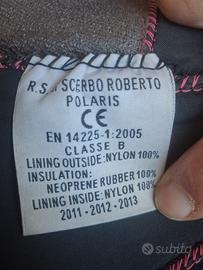 R.S. SCERBO ROBERTO
POLARIS
CE
EN 14225-1:2005
CLASSE B
LINING OUTSIDE:NYLON 100%
INSULATION:
NEOPRENE RUBBER 100%
LINING INSIDE:NYLON 100%
2011-2012-2013
subito